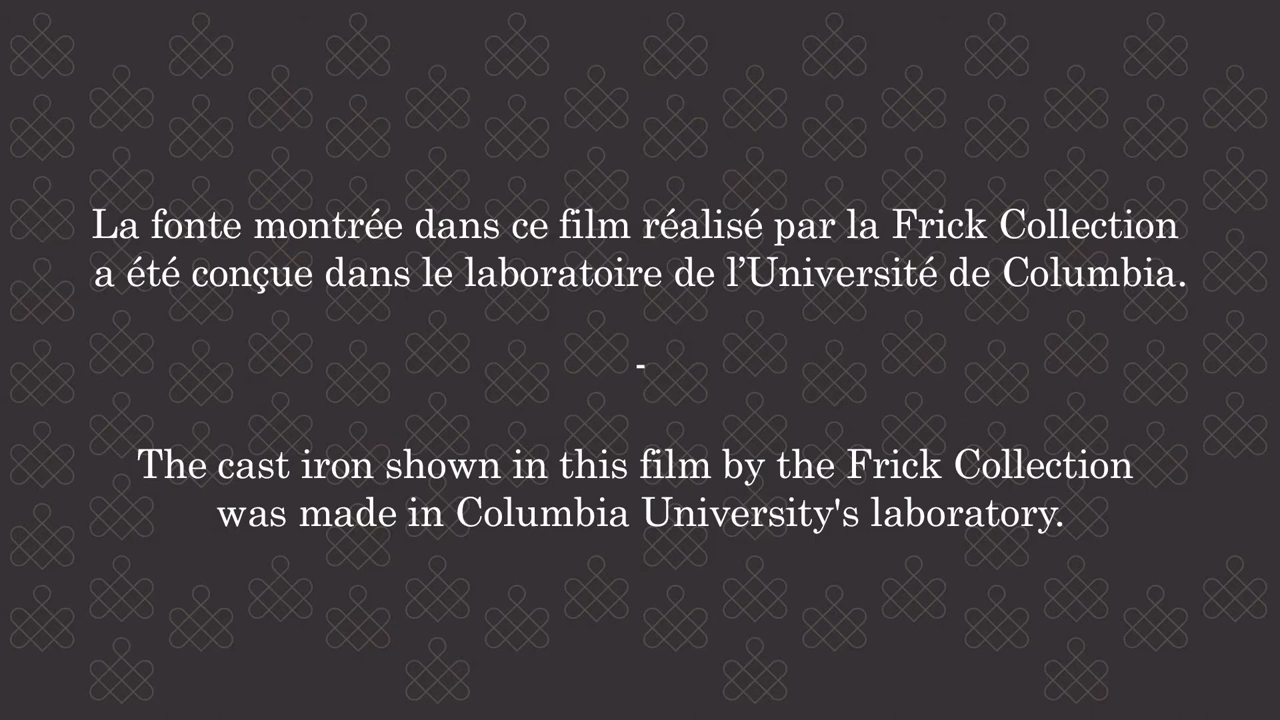 La fonte montrée dans ce film réalisé par la Frick Collection
a été conçue dans le laboratoire de l’Université de Columbia.
-
The cast iron shown in this film by the Frick Collection
was made in Columbia University's laboratory.